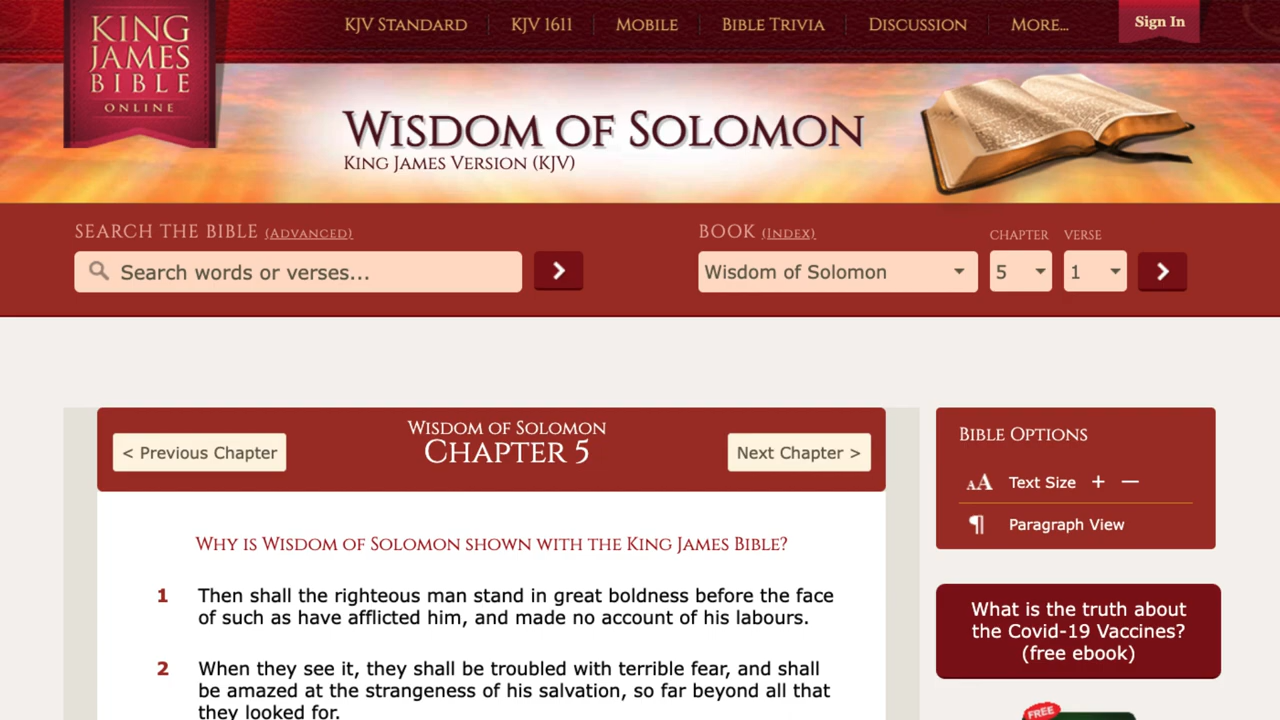 KING
JAMES
BIBLE
ONLINE
KJV STANDARD
KJV 1611
MOBILE
BIBLE TRIVIA
DISCUSSION
MORE...
Sign In
WISDOM OF SOLOMON
KING JAMES VERSION (KJV)
SEARCH THE BIBLE (ADVANCED)
BOOK (INDEX)
CHAPTER
VERSE
Search words or verses...
Wisdom of Solomon
5
1
WISDOM OF SOLOMON
CHAPTER 5
< Previous Chapter
Next Chapter >
WHY IS WISDOM OF SOLOMON SHOWN WITH THE KING JAMES BIBLE?
1 Then shall the righteous man stand in great boldness before the face
of such as have afflicted him, and made no account of his labours.
2 When they see it, they shall be troubled with terrible fear, and shall
be amazed at the strangeness of his salvation, so far beyond all that
they looked for.
BIBLE OPTIONS
AA Text Size + —
¶ Paragraph View
What is the truth about
the Covid-19 Vaccines?
(free ebook)
FREE